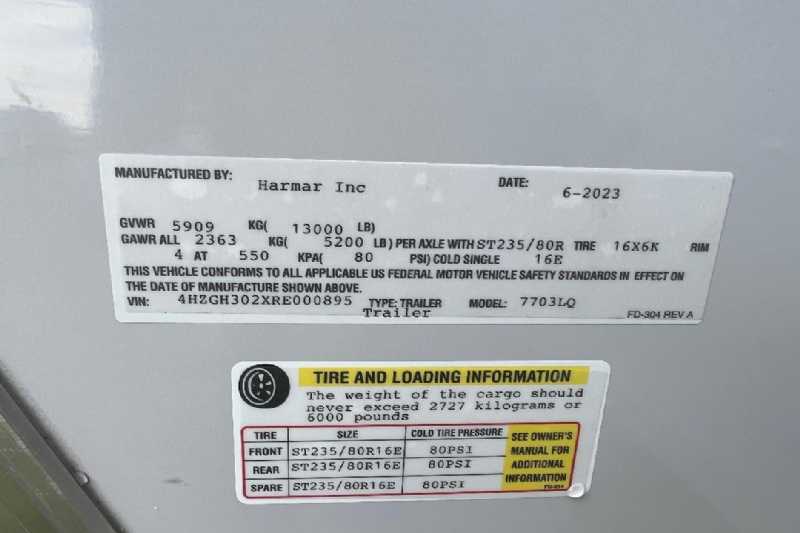 MANUFACTURED BY: Harmar Inc DATE: 6-2023
GVWR 5909 KG( 13000 LB)
GAWR ALL 2363 KG( 5200 LB) PER AXLE WITH ST235/80R TIRE 16X6K RIM
4 AT 550 KPA( 80 PSI) COLD SINGLE 16E
THIS VEHICLE CONFORMS TO ALL APPLICABLE US FEDERAL MOTOR VEHICLE SAFETY STANDARDS IN EFFECT ON
THE DATE OF MANUFACTURE SHOWN ABOVE.
VIN: 4HZGH302XRE000895 TYPE: TRAILER MODEL: 7703LQ
Trailer FD-304 REV A
TIRE AND LOADING INFORMATION
The weight of the cargo should
never exceed 2727 kilograms or
6000 pounds
TIRE SIZE COLD TIRE PRESSURE
FRONT ST235/80R16E 80PSI
REAR ST235/80R16E 80PSI
SPARE ST235/80R16E 80PSI
SEE OWNER'S
MANUAL FOR
ADDITIONAL
INFORMATION